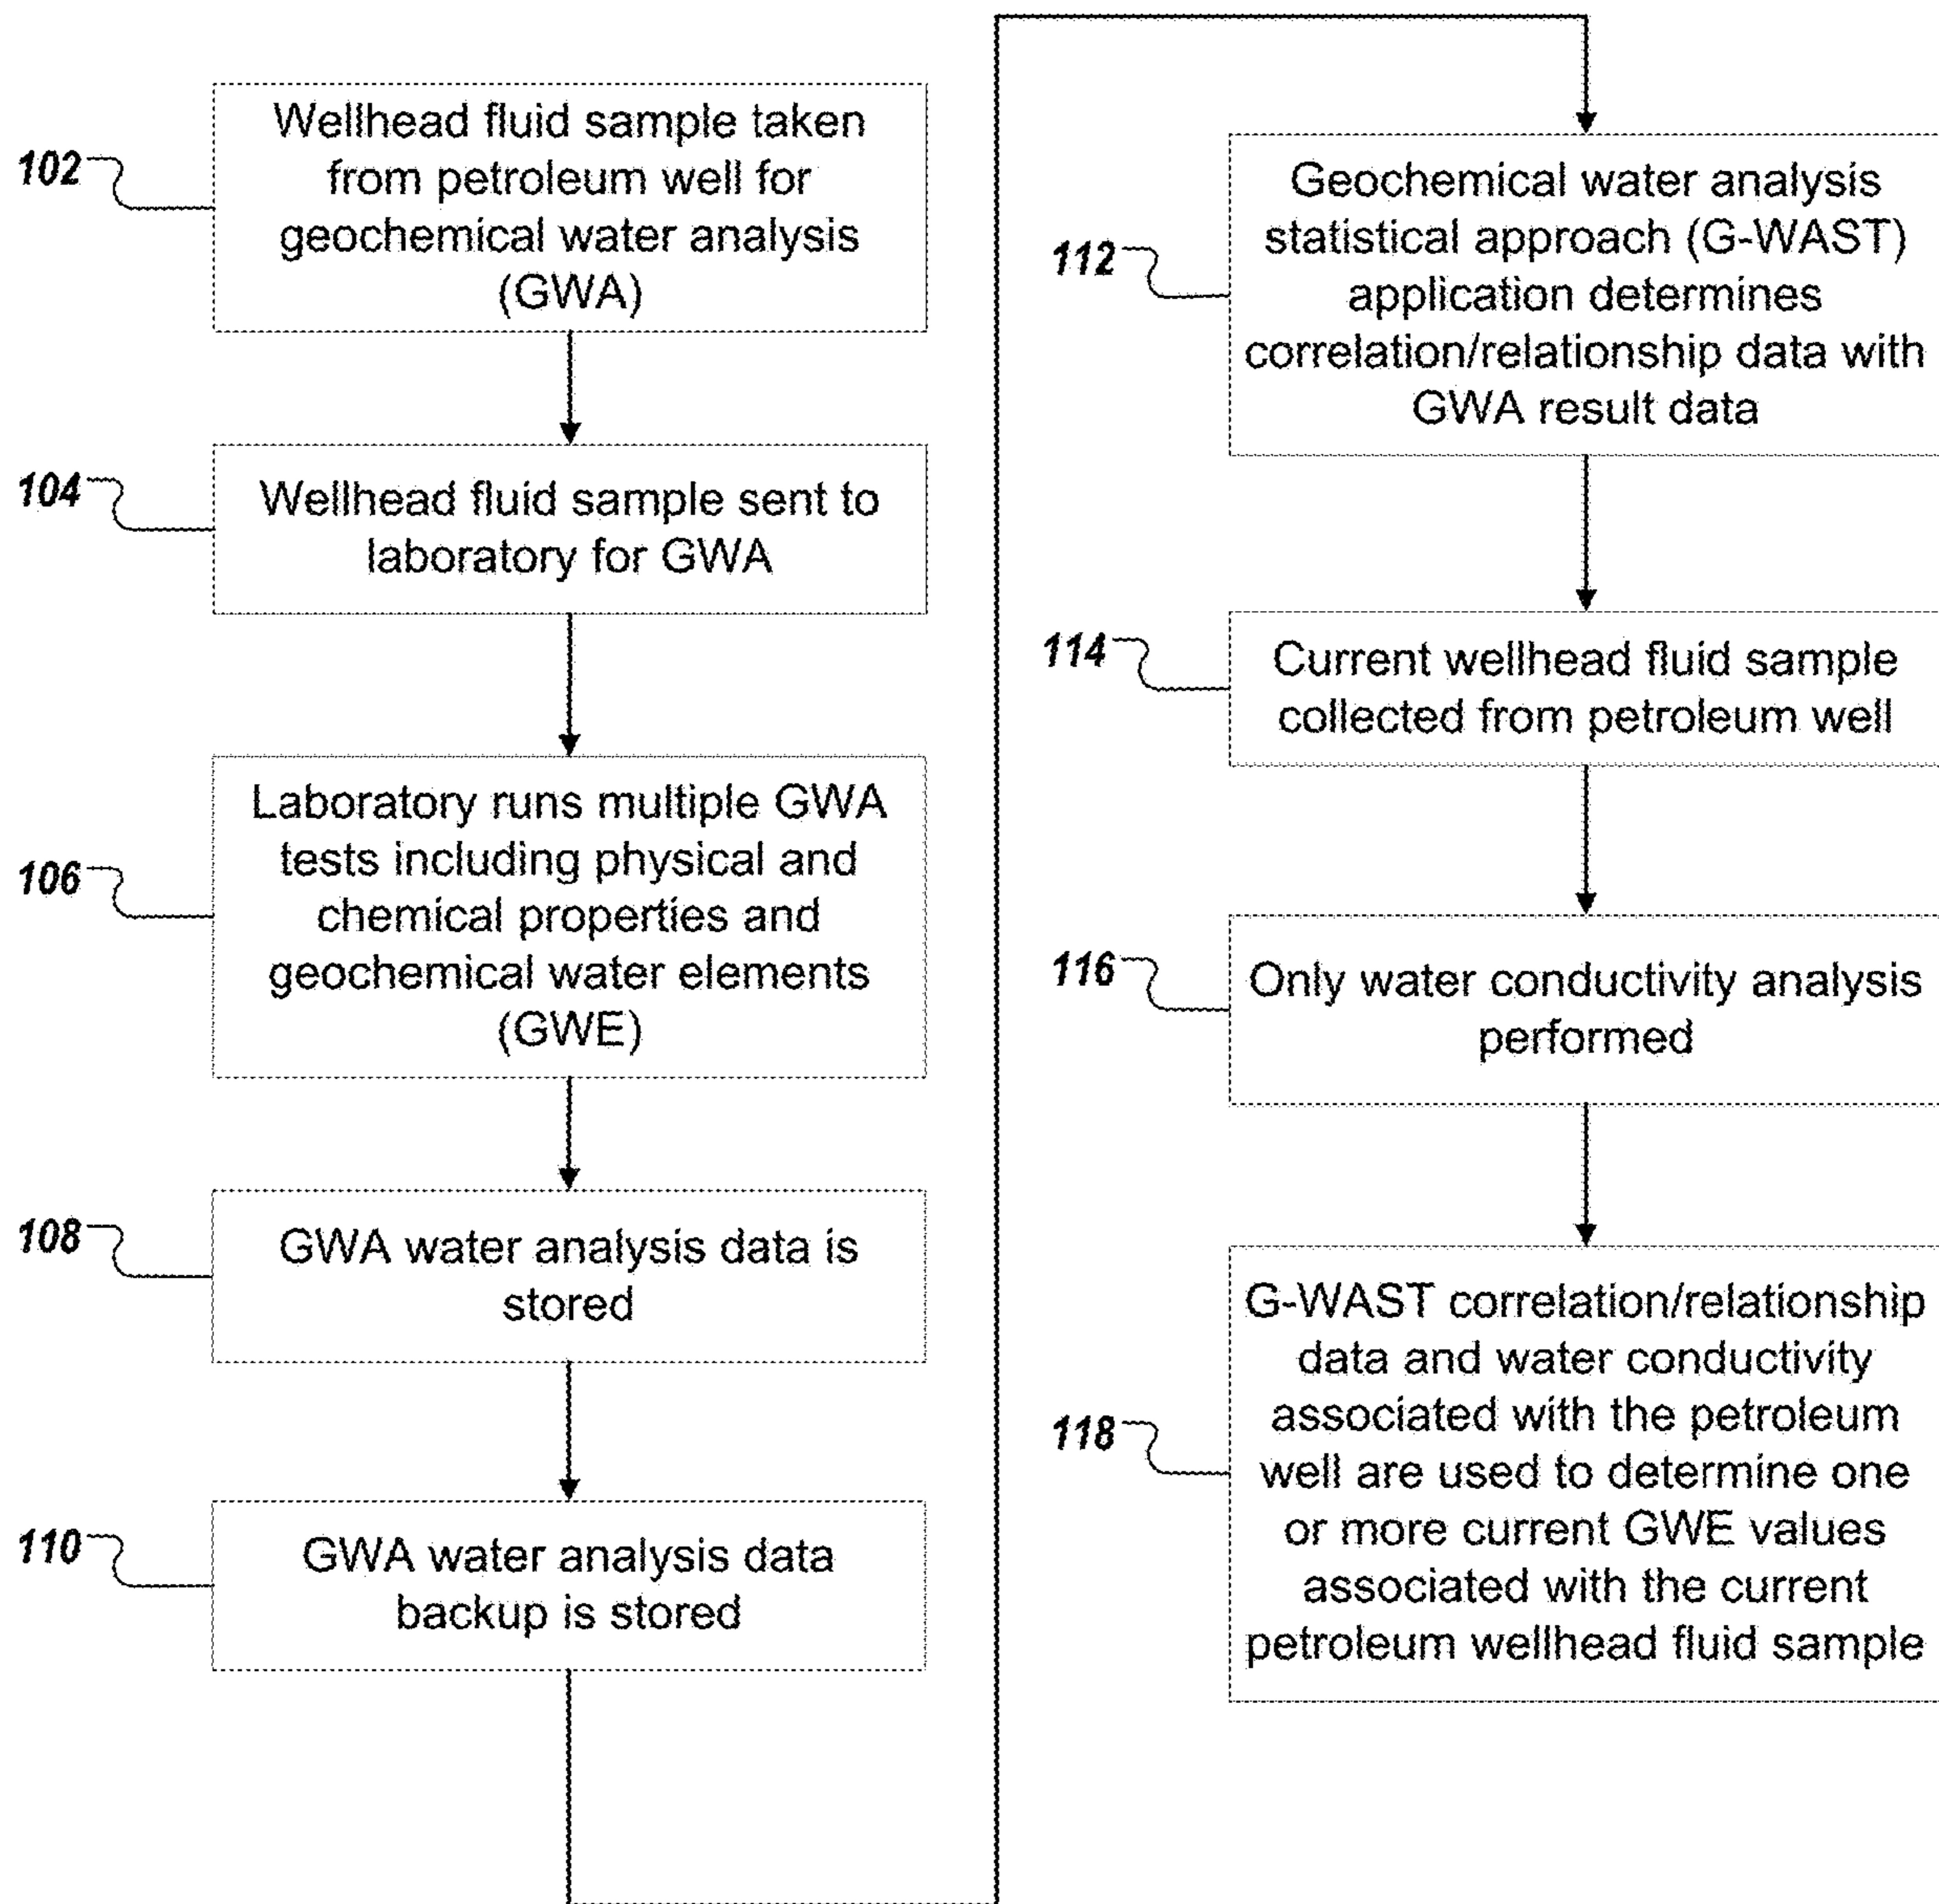 102
Wellhead fluid sample taken
from petroleum well for
geochemical water analysis
(GWA)
104
Wellhead fluid sample sent to
laboratory for GWA
106
Laboratory runs multiple GWA
tests including physical and
chemical properties and
geochemical water elements
(GWE)
108
GWA water analysis data is
stored
110
GWA water analysis data
backup is stored
112
Geochemical water analysis
statistical approach (G-WAST)
application determines
correlation/relationship data with
GWA result data
114
Current wellhead fluid sample
collected from petroleum well
116
Only water conductivity analysis
performed
118
G-WAST correlation/relationship
data and water conductivity
associated with the petroleum
well are used to determine one
or more current GWE values
associated with the current
petroleum wellhead fluid sample